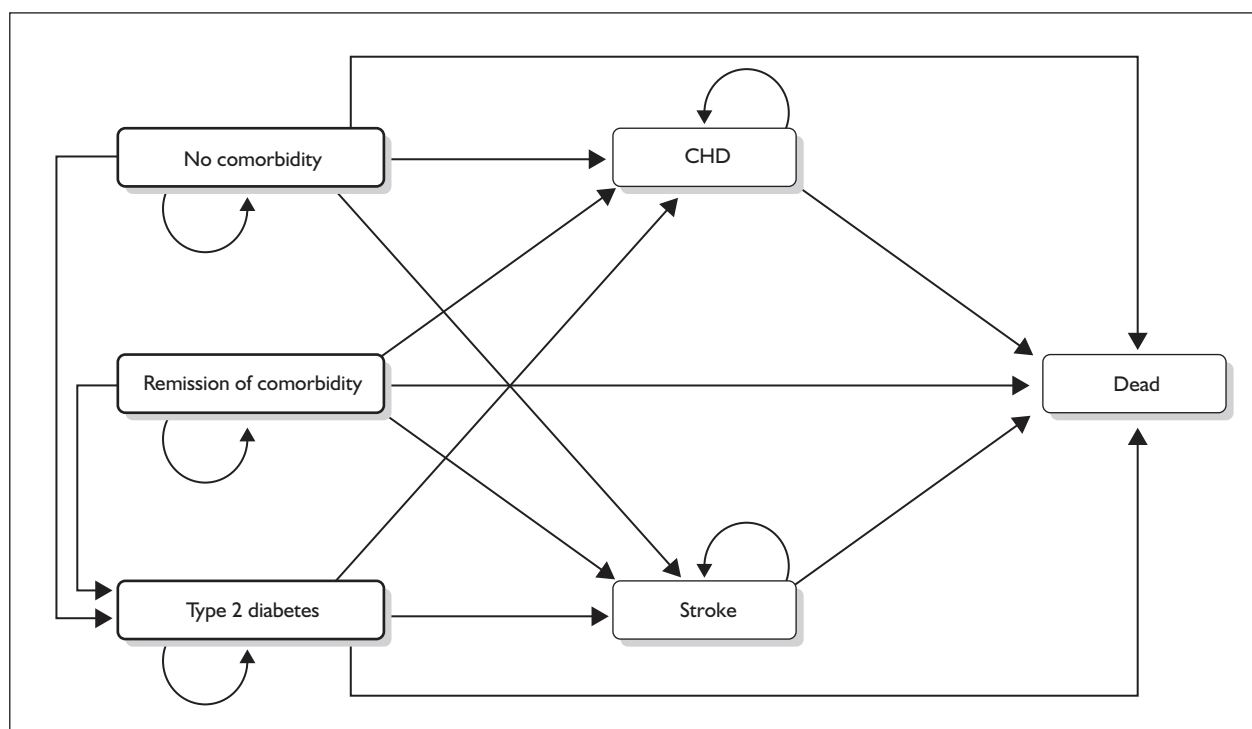 No comorbidity
CHD
Remission of comorbidity
Dead
Type 2 diabetes
Stroke